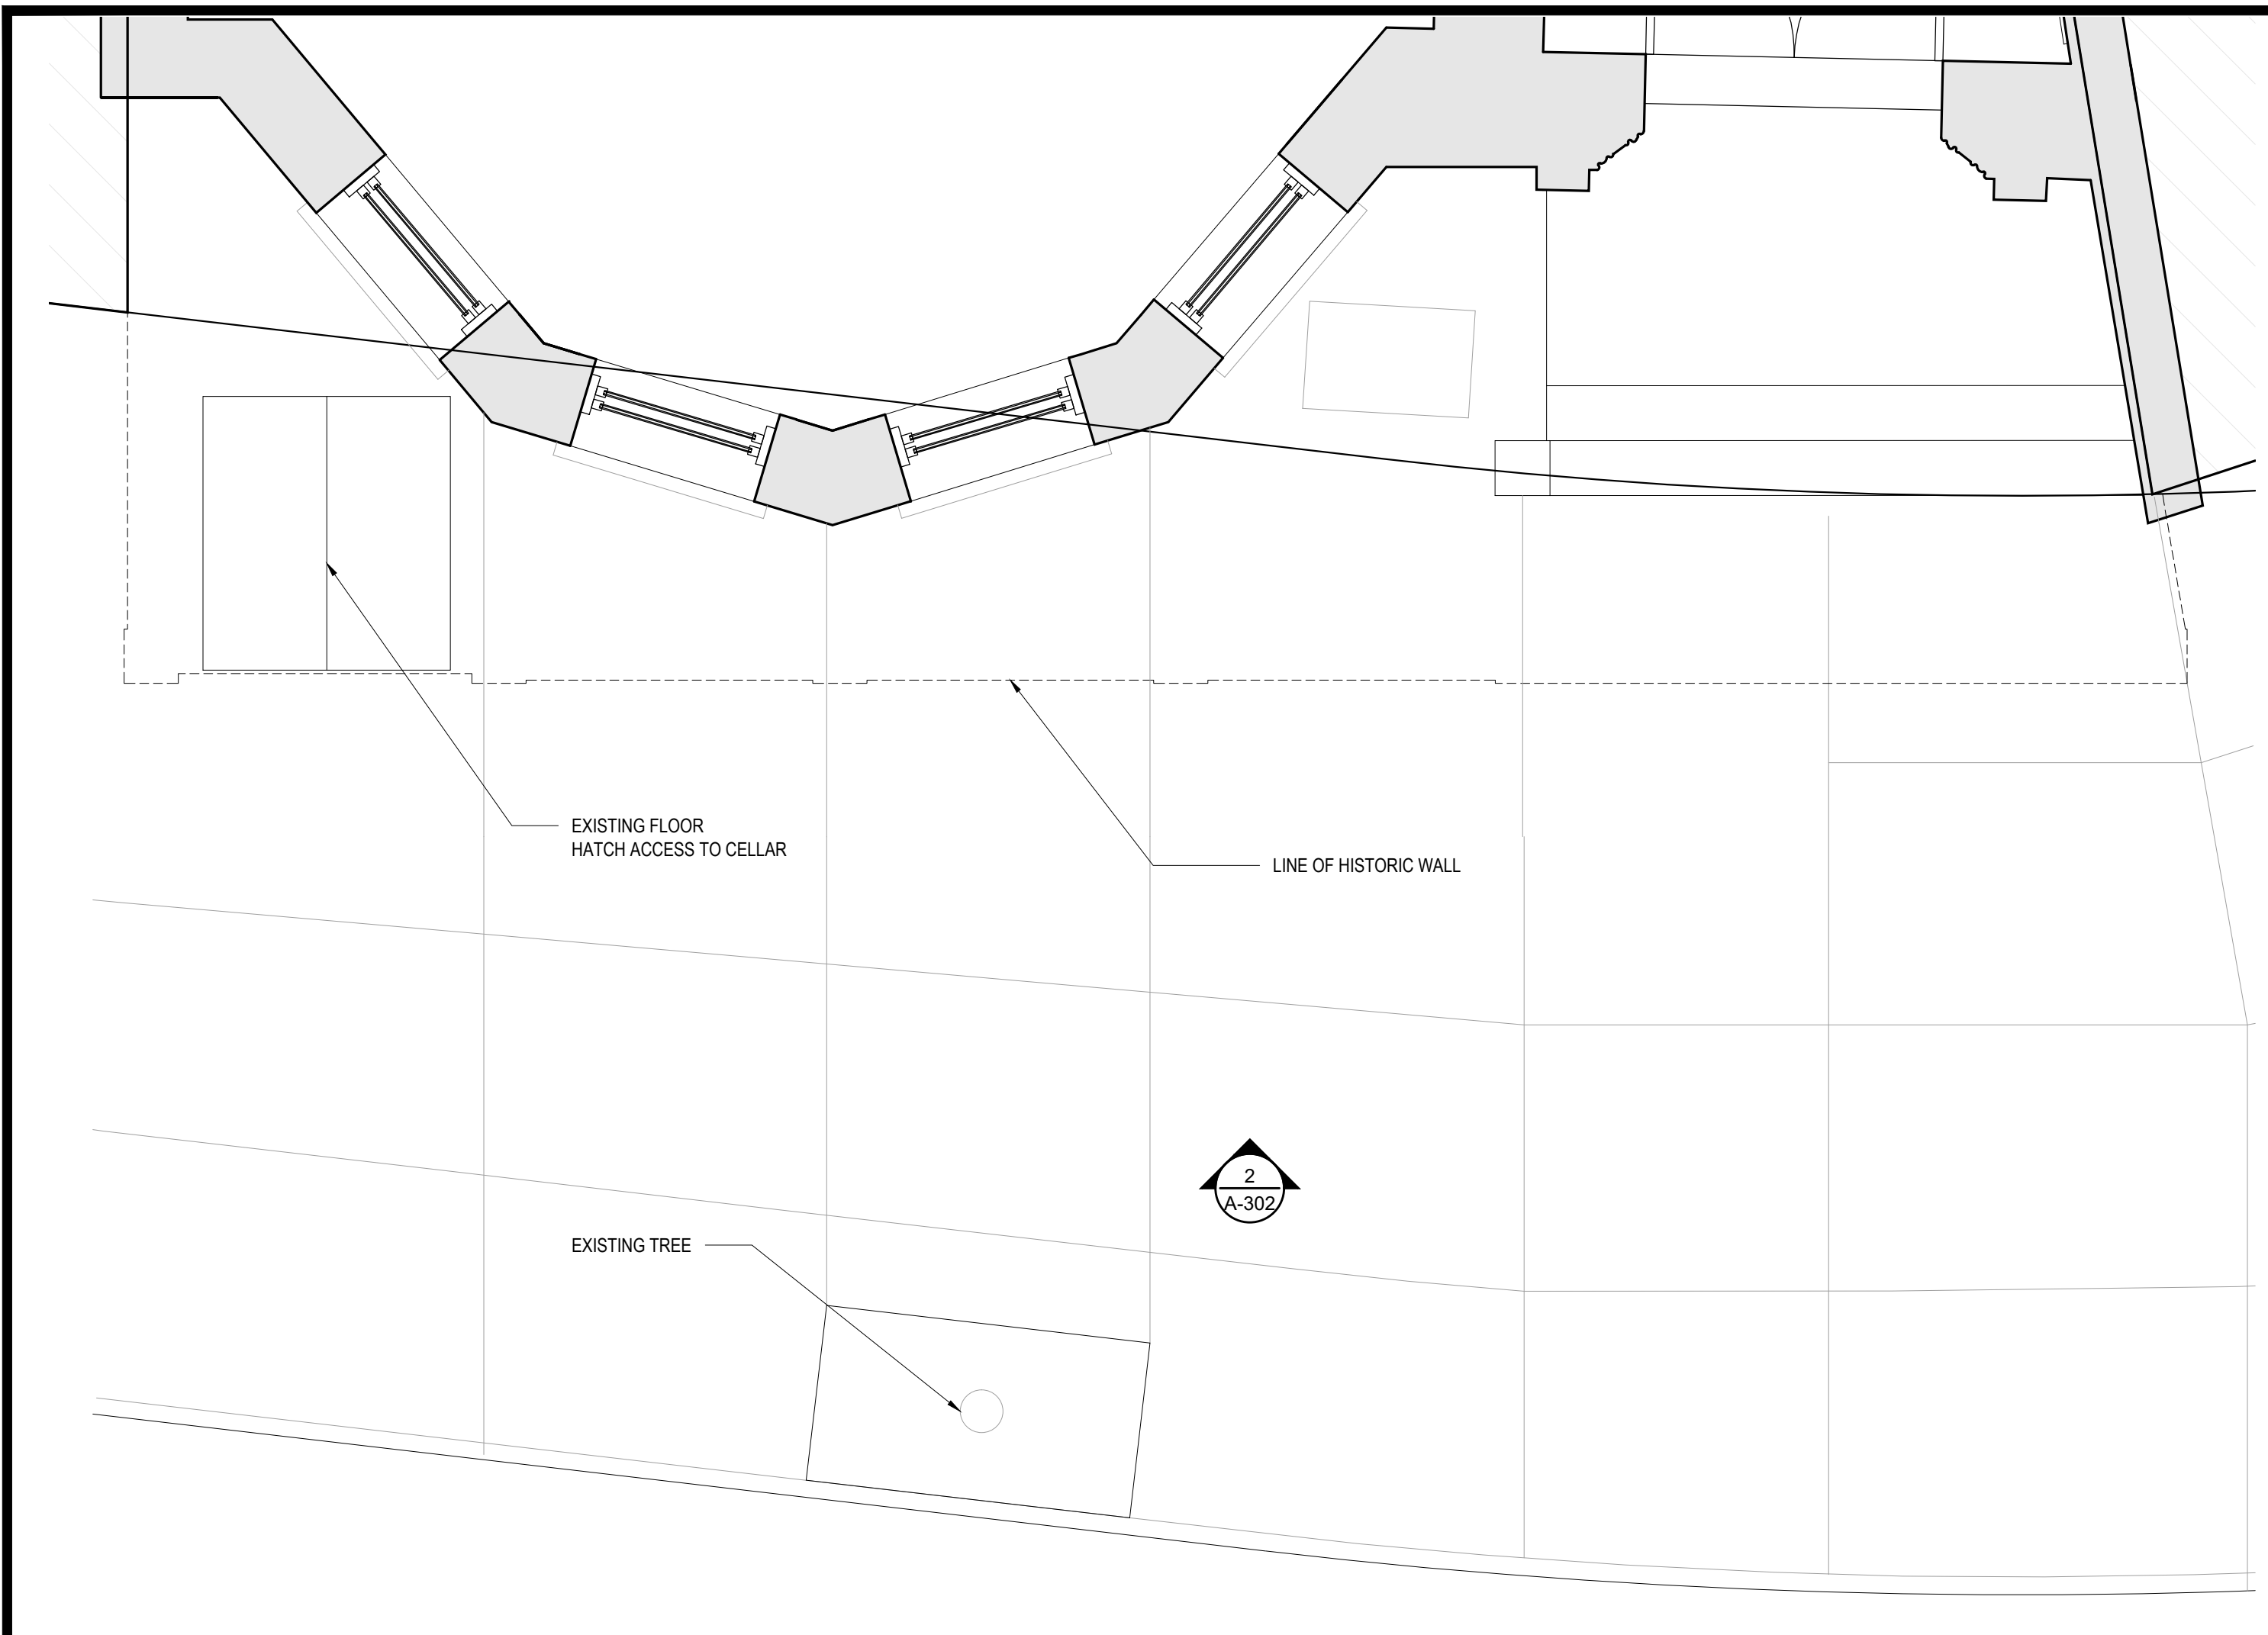 EXISTING FLOOR
HATCH ACCESS TO CELLAR
LINE OF HISTORIC WALL
2
A-302
EXISTING TREE